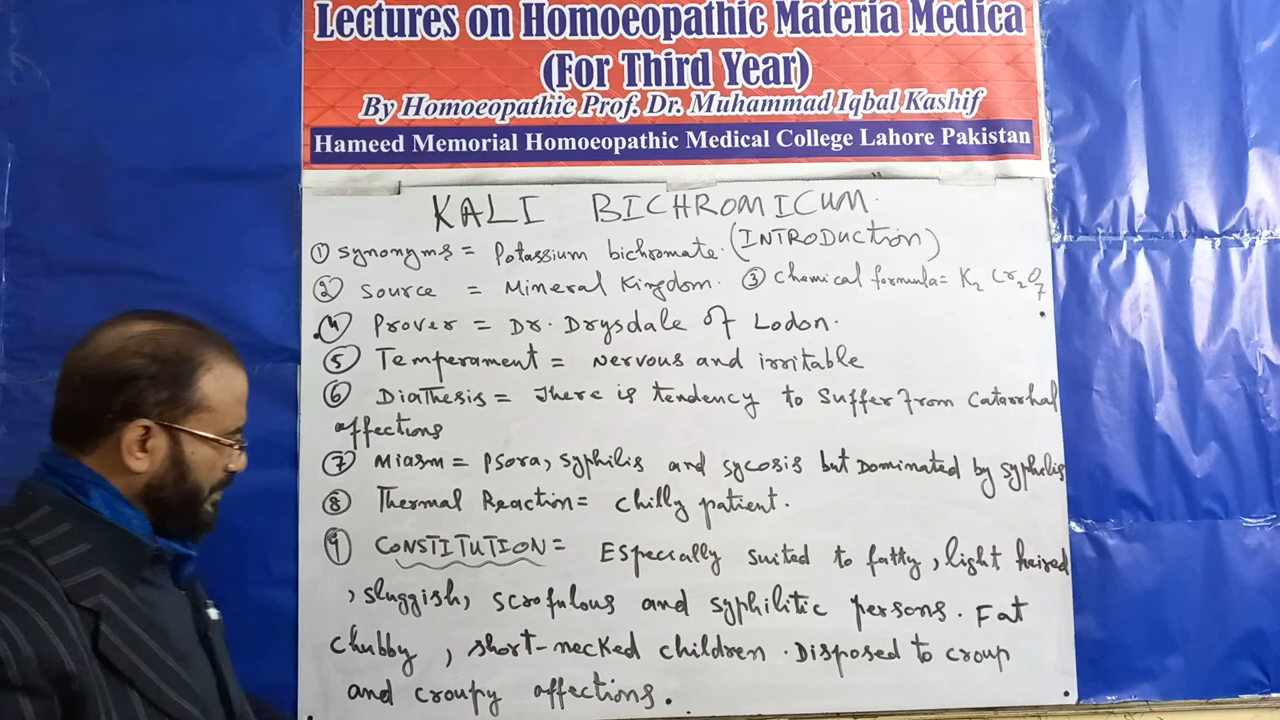 Lectures on Homoeopathic Materia Medica
(For Third Year)
By Homoeopathic Prof. Dr. Muhammad Iqbal Kashif
Hameed Memorial Homoeopathic Medical College Lahore Pakistan
KALI BICHROMICUM.
① Synonyms = Potassium bichromate. (INTRODUCTION)
② Source = Mineral Kingdom. ③ Chemical formula = K2 Cr2O7
④ Prover = Dr. Drysdale of Lodon.
⑤ Temperament = Nervous and irritable
⑥ Diathesis = There is tendency to Suffer from Catarrhal
affections
⑦ Miasm = Psora, syphilis and sycosis but Dominated by syphilis
⑧ Thermal Reaction = Chilly patient.
⑨ CONSTITUTION = Especially suited to fatty, light haired
, sluggish, scrofulous and syphilitic persons. Fat
chubby, short-necked children. Disposed to croup
and croupy affections.